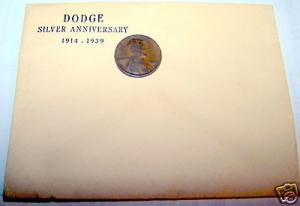 DODGE
SILVER ANNIVERSARY
1914 - 1939